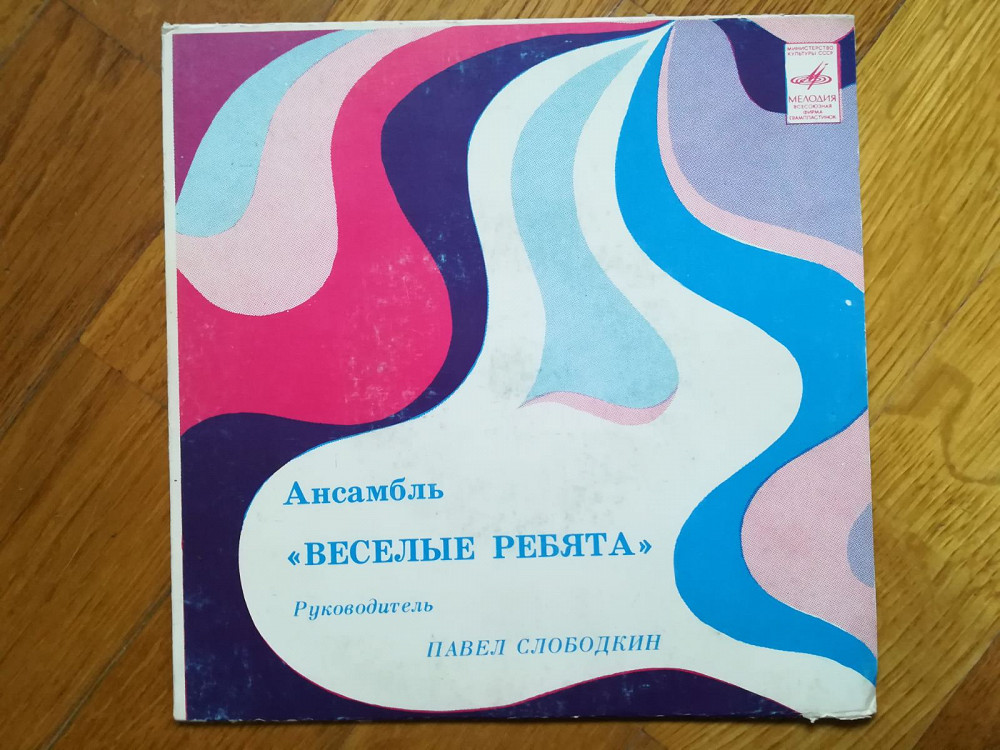 МИНИСТЕРСТВО
КУЛЬТУРЫ СССР
МЕЛОДИЯ
ВСЕСОЮЗНАЯ
ФИРМА
ГРАМПЛАСТИНОК
Ансамбль
«ВЕСЕЛЫЕ РЕБЯТА»
Руководитель
ПАВЕЛ СЛОБОДКИН